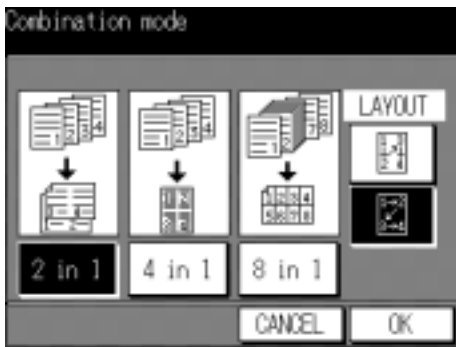 Combination mode
LAYOUT
2 in 1
4 in 1
8 in 1
CANCEL
OK